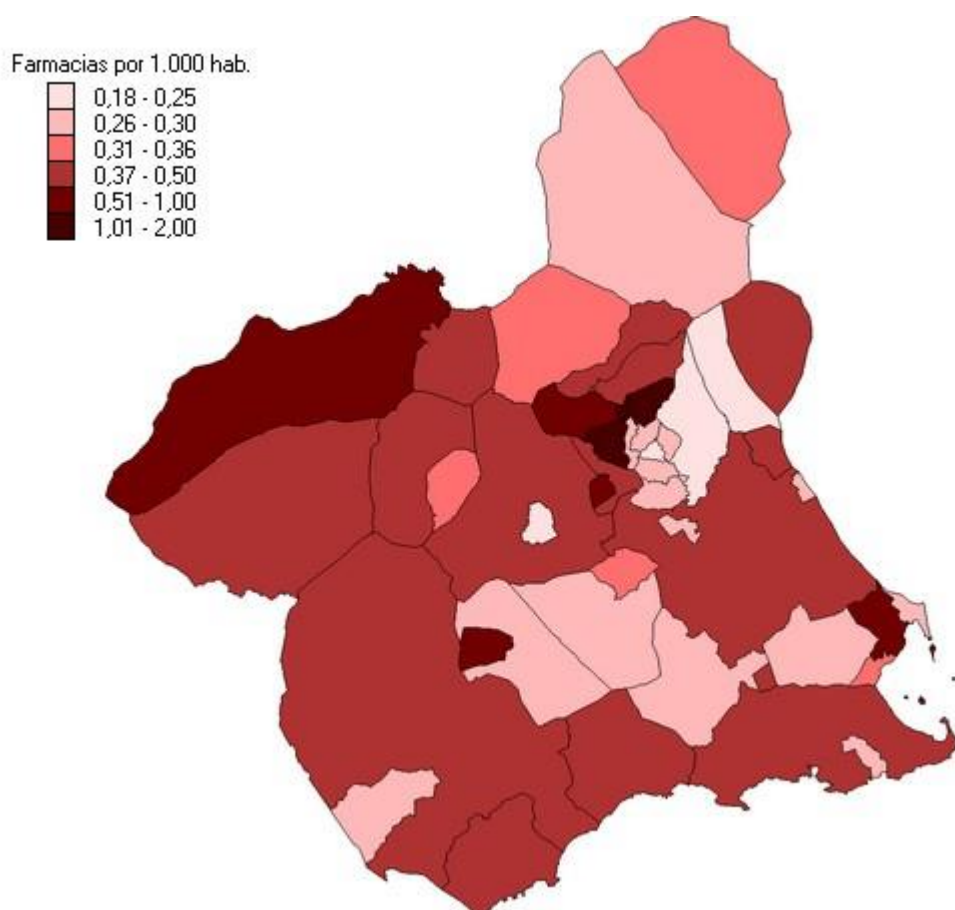 Farmacias por 1.000 hab.
0,18 - 0,25
0,26 - 0,30
0,31 - 0,36
0,37 - 0,50
0,51 - 1,00
1,01 - 2,00